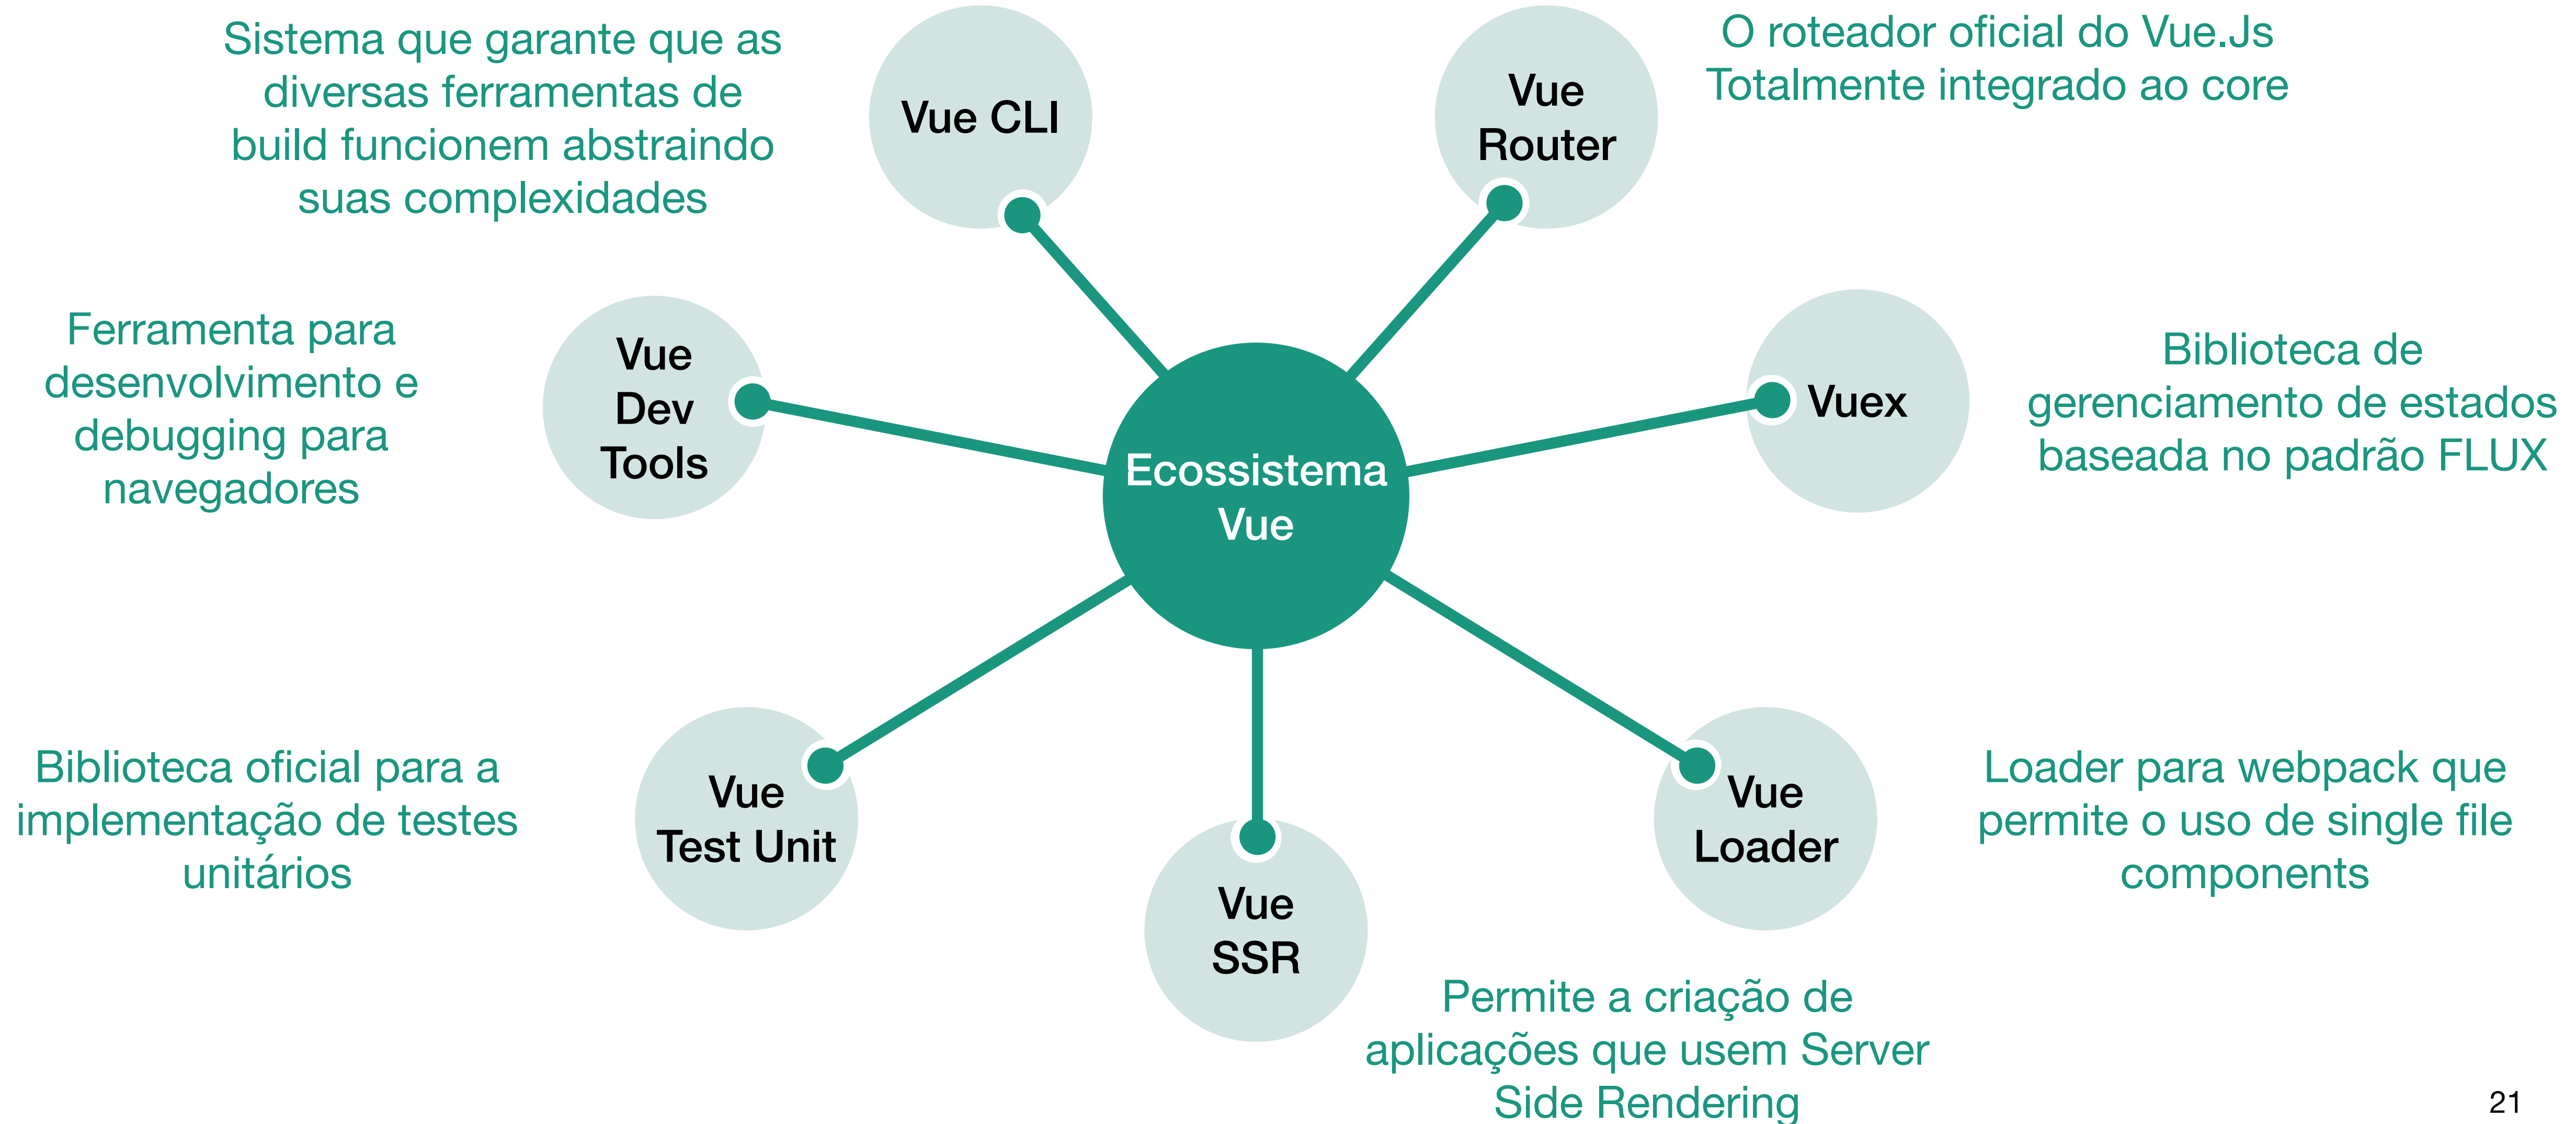 Sistema que garante que as
diversas ferramentas de
build funcionem abstraindo
suas complexidades
Vue CLI
Vue
Router
O roteador oficial do Vue.Js
Totalmente integrado ao core
Ferramenta para
desenvolvimento e
debugging para
navegadores
Vue
Dev
Tools
Ecossistema
Vue
Vuex
Biblioteca de
gerenciamento de estados
baseada no padrão FLUX
Biblioteca oficial para a
implementação de testes
unitários
Vue
Test Unit
Vue
SSR
Permite a criação de
aplicações que usem Server
Side Rendering
Vue
Loader
Loader para webpack que
permite o uso de single file
components
21